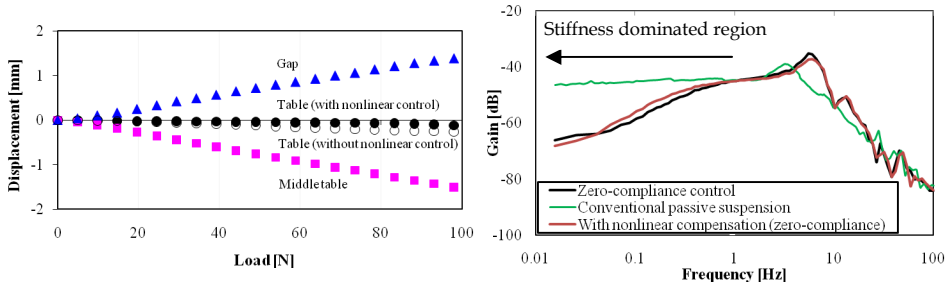 2
1
0
-1
-2
Displacement [mm]
Gap
Table (with nonlinear control)
Table (without nonlinear control)
Middle table
0
20
40
60
80
100
Load [N]
-20
-40
-60
-80
-100
Gain [dB]
Stiffness dominated region
Zero-compliance control
Conventional passive suspension
With nonlinear compensation (zero-compliance)
0.01
0.1
1
10
100
Frequency [Hz]